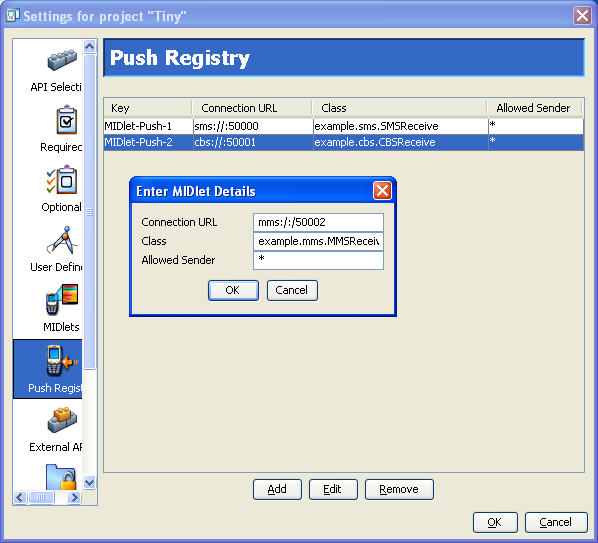 Settings for project "Tiny"
API Selecti
Required
Optional
User Define
MIDlets
Push Regist
External AP
Push Registry
Key Connection URL Class Allowed Sender
MIDlet-Push-1 sms://:50000 example.sms.SMSReceive *
MIDlet-Push-2 cbs://:50001 example.cbs.CBSReceive *
Enter MIDlet Details
Connection URL mms:/:/50002
Class example.mms.MMSReceiv
Allowed Sender *
OK Cancel
Add Edit Remove
OK Cancel